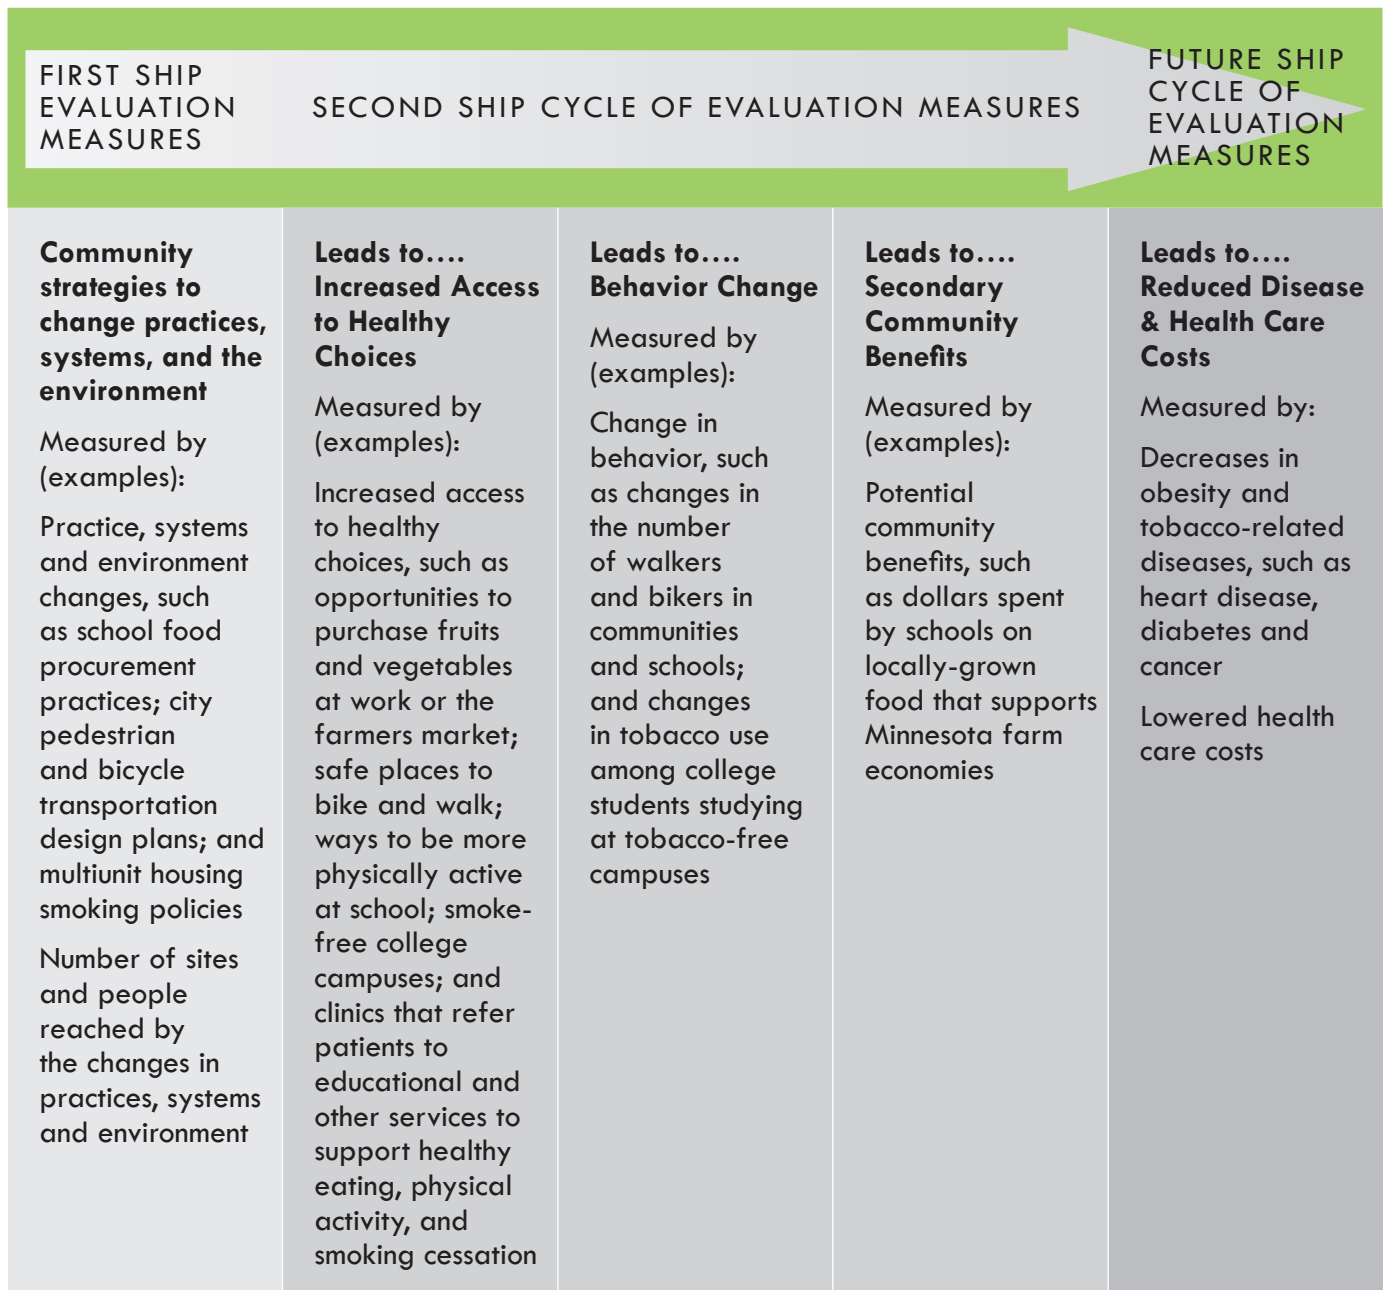 FIRST SHIP
EVALUATION
MEASURES
SECOND SHIP CYCLE OF EVALUATION MEASURES
FUTURE SHIP
CYCLE OF
EVALUATION
MEASURES
Community
strategies to
change practices,
systems, and the
environment
Measured by
(examples):
Practice, systems
and environment
changes, such
as school food
procurement
practices; city
pedestrian
and bicycle
transportation
design plans; and
multiunit housing
smoking policies
Number of sites
and people
reached by
the changes in
practices, systems
and environment
Leads to....
Increased Access
to Healthy
Choices
Measured by
(examples):
Increased access
to healthy
choices, such as
opportunities to
purchase fruits
and vegetables
at work or the
farmers market;
safe places to
bike and walk;
ways to be more
physically active
at school; smoke-
free college
campuses; and
clinics that refer
patients to
educational and
other services to
support healthy
eating, physical
activity, and
smoking cessation
Leads to....
Behavior Change
Measured by
(examples):
Change in
behavior, such
as changes in
the number
of walkers
and bikers in
communities
and schools;
and changes
in tobacco use
among college
students studying
at tobacco-free
campuses
Leads to....
Secondary
Community
Benefits
Measured by
(examples):
Potential
community
benefits, such
as dollars spent
by schools on
locally-grown
food that supports
Minnesota farm
economies
Leads to....
Reduced Disease
& Health Care
Costs
Measured by:
Decreases in
obesity and
tobacco-related
diseases, such as
heart disease,
diabetes and
cancer
Lowered health
care costs